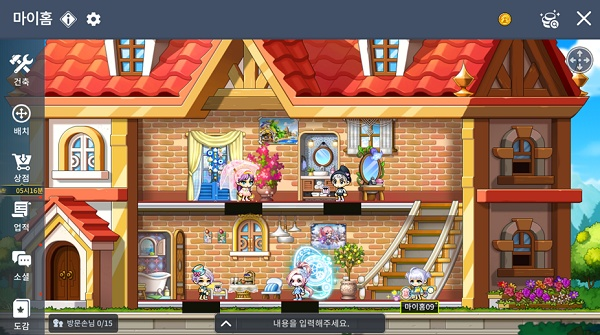 마이홈
건축
배치
상점
05시16분
업적
소셜
도감
방문손님 0/15
내용을 입력해주세요.
마이홈09